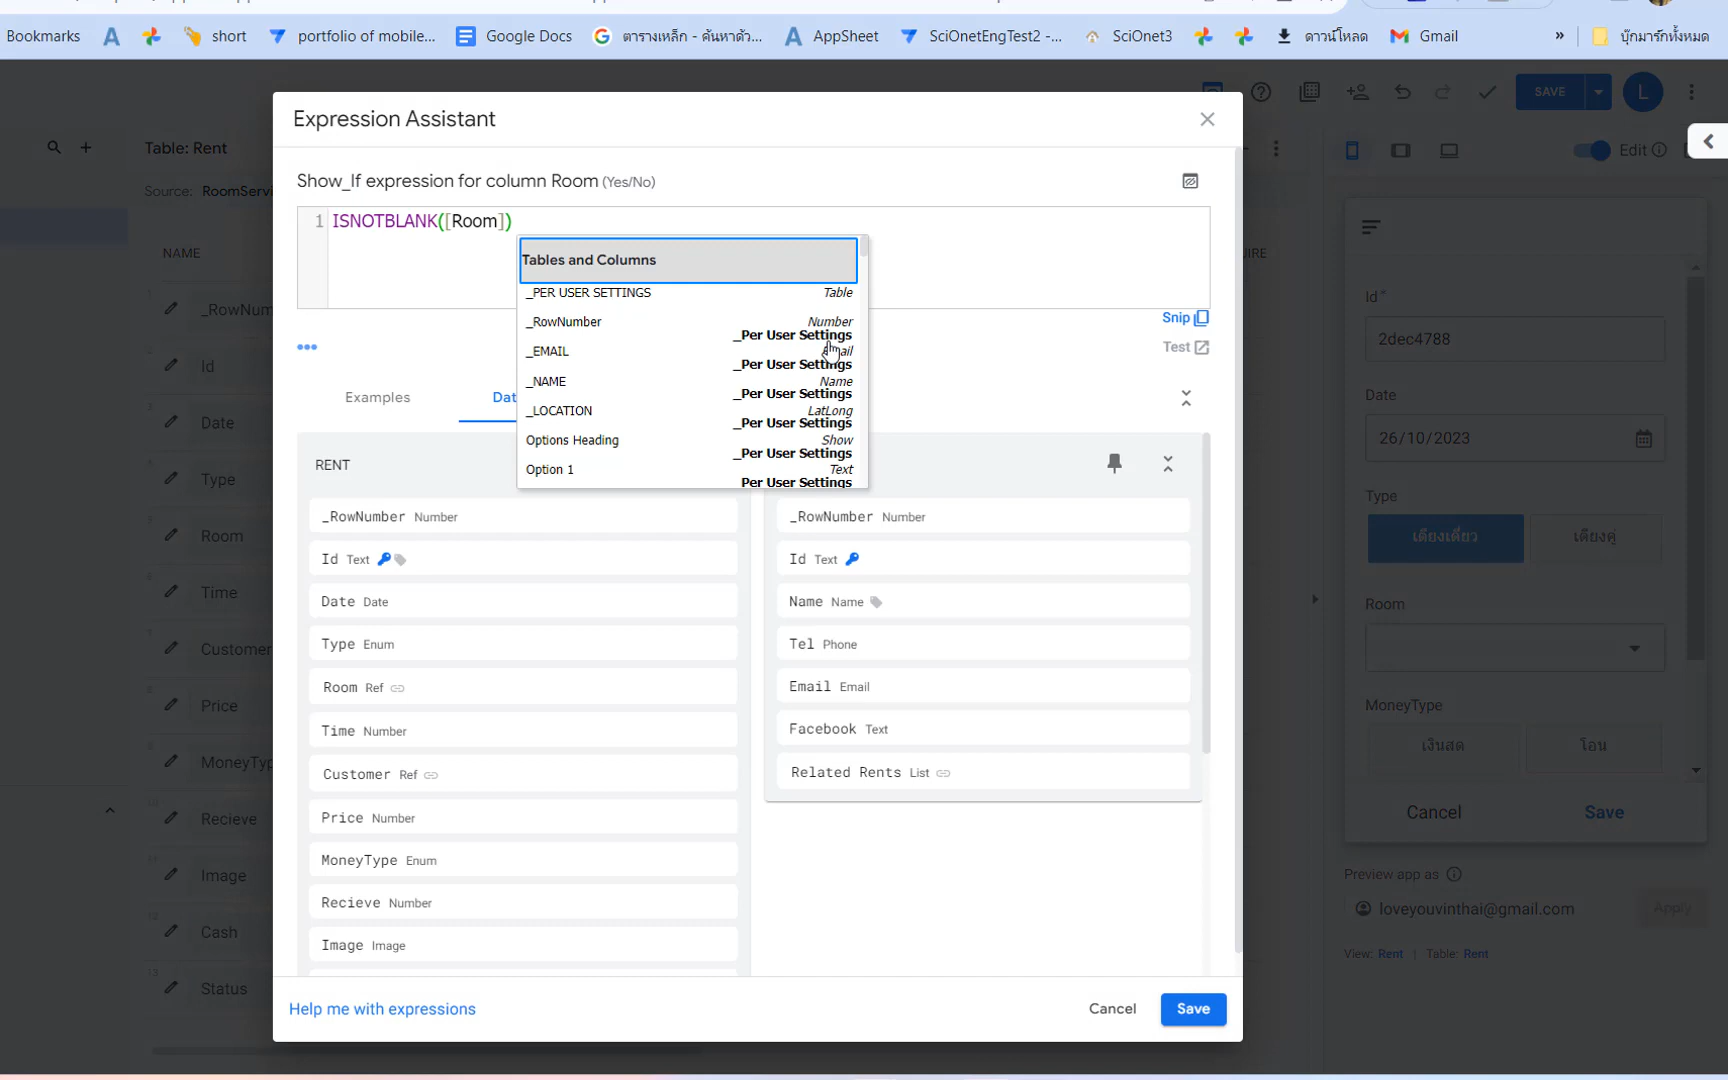 Bookmarks short portfolio of mobile... Google Docs ตารางเหล็ก - ค้นหาด้ว... AppSheet SciOnetEngTest2 -... SciOnet3 ดาวน์โหลด Gmail » บุ๊กมาร์กทั้งหมด
SAVE L
Expression Assistant
Table: Rent
Edit
Source: RoomServi
Show_If expression for column Room (Yes/No)
1 ISNOTBLANK([Room])
NAME
Tables and Columns
_PER USER SETTINGS Table
_RowNumber Number
_Per User Settings
_EMAIL
_Per User Settings
_NAME Name
_Per User Settings
_LOCATION LatLong
_Per User Settings
Options Heading Show
_Per User Settings
Option 1 Text
Per User Settings
Snip
Test
Examples Dat
RENT
_RowNumber Number
Id Text
Date Date
Type Enum
Room Ref
Time Number
Customer Ref
Price Number
MoneyType Enum
Recieve Number
Image Image
_RowNumber Number
Id Text
Name Name
Tel Phone
Email Email
Facebook Text
Related Rents List
Help me with expressions
Cancel Save
_RowNum
Id
Date
Type
Room
Time
Customer
Price
MoneyTyp
Recieve
Image
Cash
12
Status
13
Id*
2dec4788
Date
26/10/2023
Type
เตียงเดี่ยว เตียงคู่
Room
MoneyType
เงินสด โอน
Cancel Save
Preview app as
loveyouvinthai@gmail.com Apply
View: Rent | Table: Rent